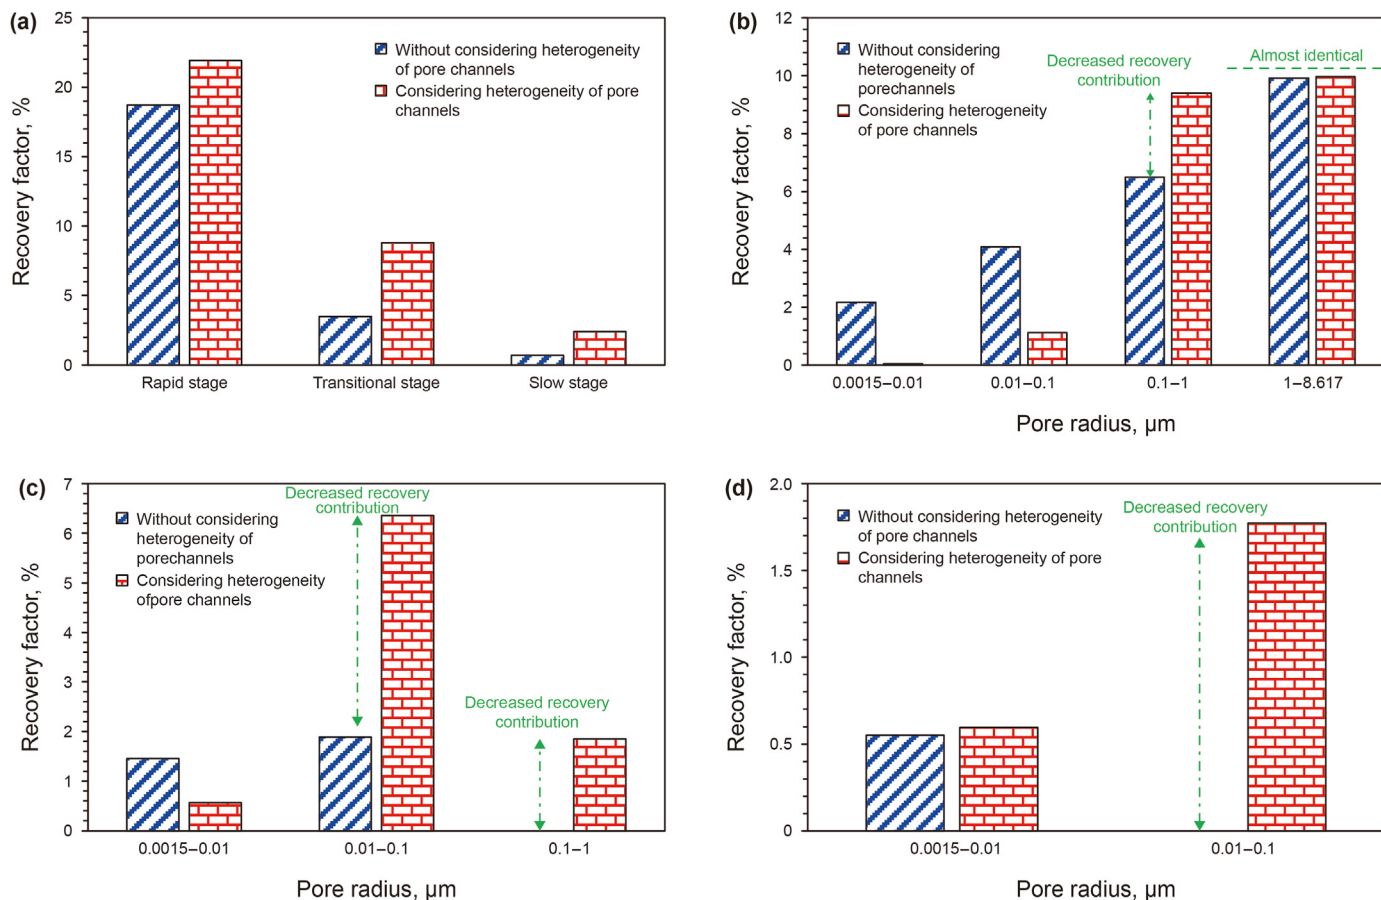 (a)
25
20
15
10
5
0
Recovery factor, %
Without considering heterogeneity
of pore channels
Considering heterogeneity of pore
channels
Rapid stage
Transitional stage
Slow stage
(b)
12
10
8
6
4
2
0
Recovery factor, %
Without considering
heterogeneity of
porechannels
Considering heterogeneity
of pore channels
Decreased recovery
contribution
Almost identical
0.0015–0.01
0.01–0.1
0.1–1
1–8.617
Pore radius, µm
(c)
7
6
5
4
3
2
1
0
Recovery factor, %
Without considering
heterogeneity of
porechannels
Considering heterogeneity
ofpore channels
Decreased recovery
contribution
Decreased recovery
contribution
0.0015–0.01
0.01–0.1
0.1–1
Pore radius, µm
(d)
2.0
1.5
1.0
0.5
0
Recovery factor, %
Without considering heterogeneity
of pore channels
Considering heterogeneity of pore
channels
Decreased recovery
contribution
0.0015–0.01
0.01–0.1
Pore radius, µm